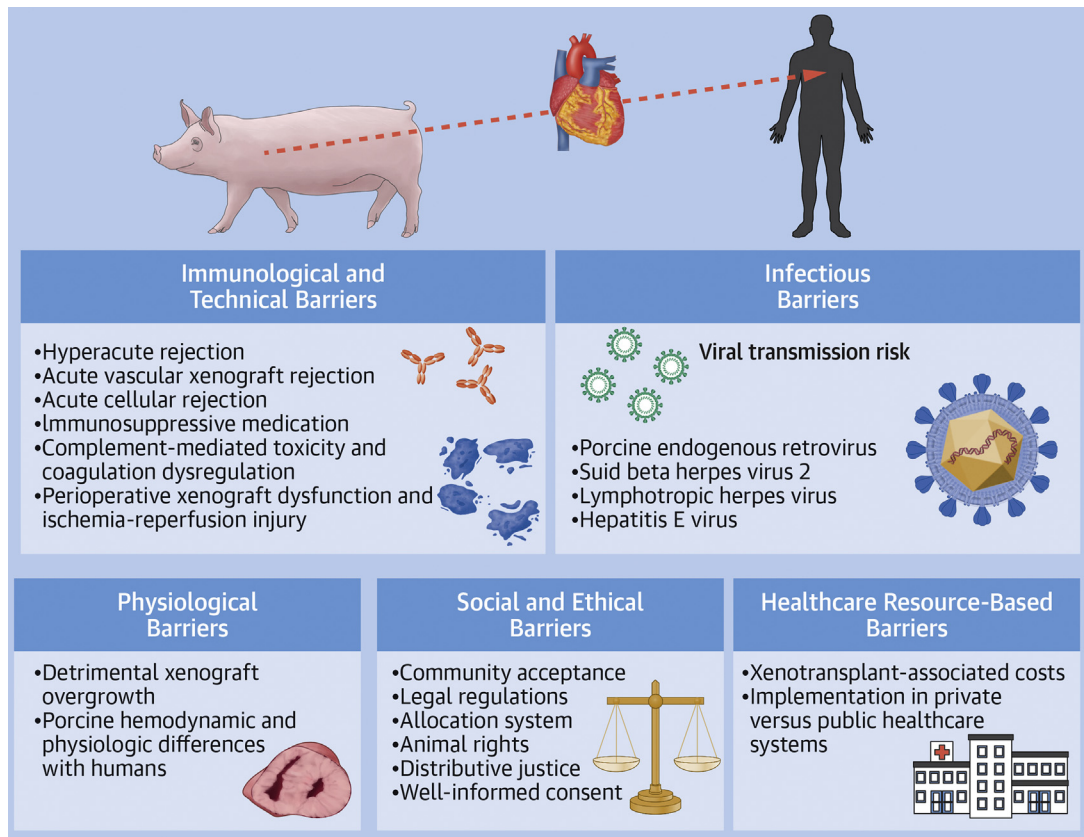 Immunological and
Technical Barriers
•Hyperacute rejection
•Acute vascular xenograft rejection
•Acute cellular rejection
•Immunosuppressive medication
•Complement-mediated toxicity and
coagulation dysregulation
•Perioperative xenograft dysfunction and
ischemia-reperfusion injury
Infectious
Barriers
Viral transmission risk
•Porcine endogenous retrovirus
•Suid beta herpes virus 2
•Lymphotropic herpes virus
•Hepatitis E virus
Physiological
Barriers
•Detrimental xenograft
overgrowth
•Porcine hemodynamic and
physiologic differences
with humans
Social and Ethical
Barriers
•Community acceptance
•Legal regulations
•Allocation system
•Animal rights
•Distributive justice
•Well-informed consent
Healthcare Resource-Based
Barriers
•Xenotransplant-associated costs
•Implementation in private
versus public healthcare
systems